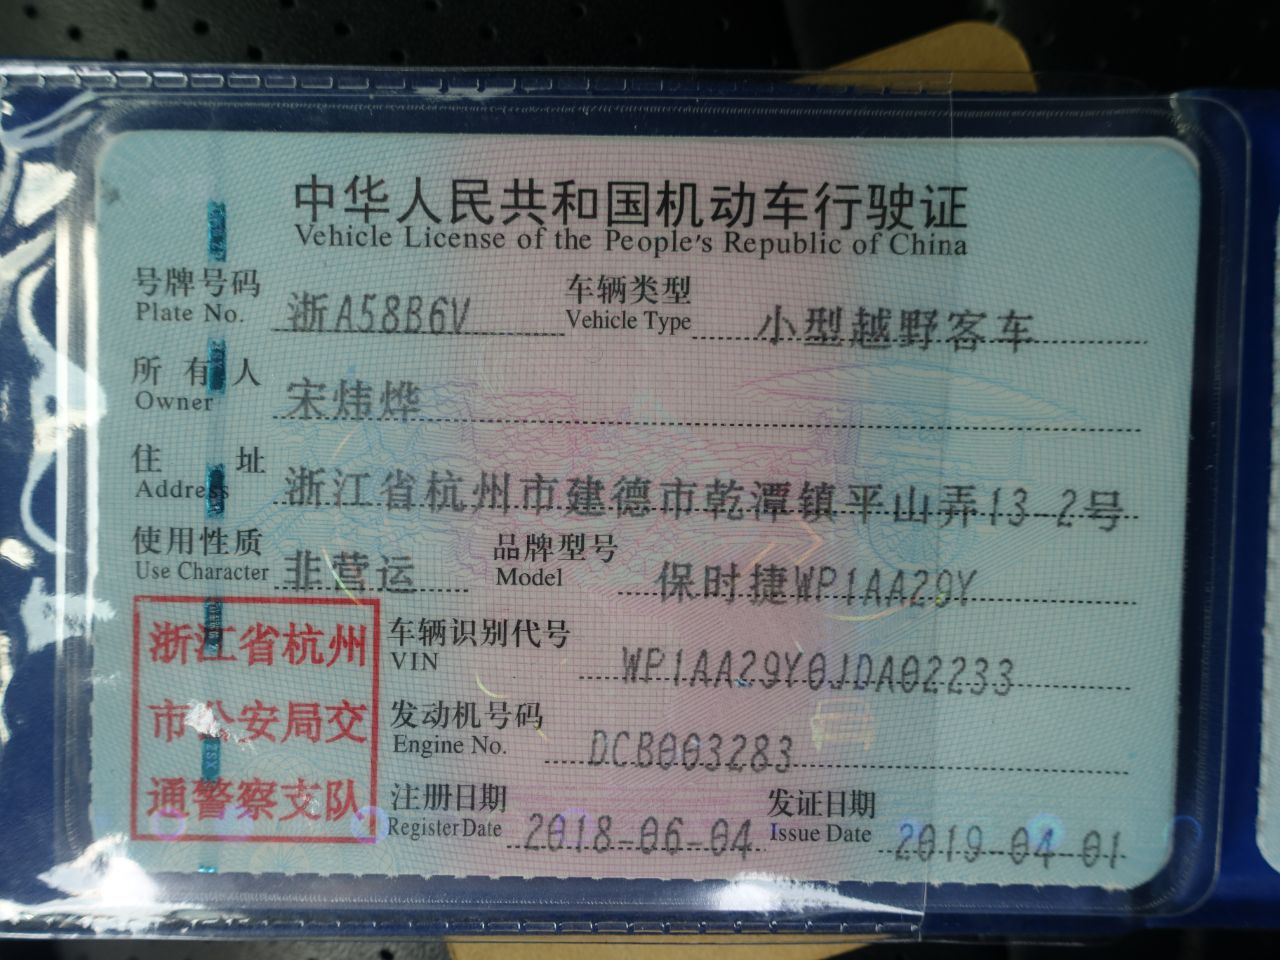 中华人民共和国机动车行驶证
Vehicle License of the People's Republic of China
号牌号码 浙A58B6V 车辆类型 小型越野客车
Plate No. Vehicle Type
所有人 宋炜烨
Owner
住址 浙江省杭州市建德市乾潭镇平山弄13-2号
Address
使用性质 非营运 品牌型号 保时捷WP1AA29Y
Use Character Model
浙江省杭州
市公安局交
通警察支队
车辆识别代号 WP1AA29Y0JDA02233
VIN
发动机号码 DCB003283
Engine No.
注册日期 2018-06-04 发证日期 2019-04-01
Register Date Issue Date